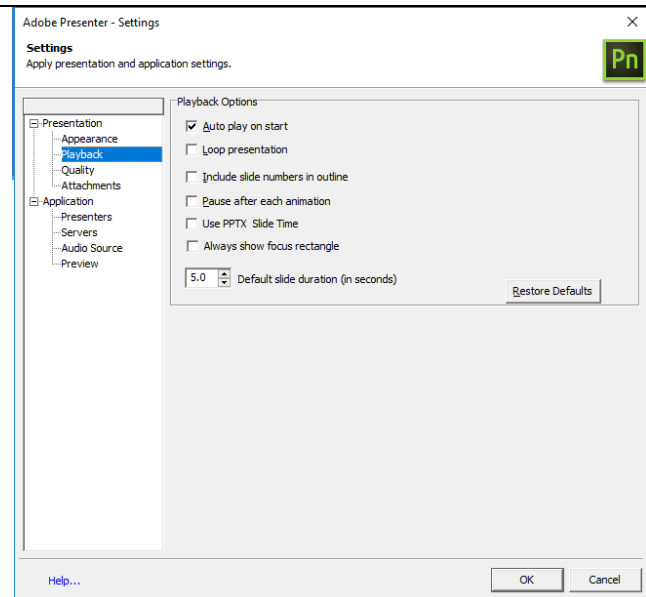 Adobe Presenter - Settings
Settings
Apply presentation and application settings.
Pn
Presentation
Appearance
Playback
Quality
Attachments
Application
Presenters
Servers
Audio Source
Preview
Playback Options
Auto play on start
Loop presentation
Include slide numbers in outline
Pause after each animation
Use PPTX Slide Time
Always show focus rectangle
5.0 Default slide duration (in seconds)
Restore Defaults
Help...
OK Cancel